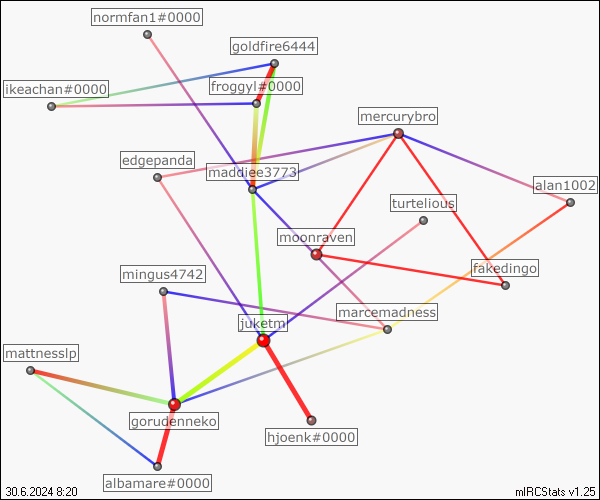 normfan1#0000
goldfire6444
ikeachan#0000
froggyl#0000
mercurybro
edgepanda
maddiee3773
alan1002
turtelious
moonraven
fakedingo
mingus4742
marcemadness
juketm
mattnesslp
gorudenneko
hjoenk#0000
albamare#0000
30.6.2024 8:20
mIRCStats v1.25